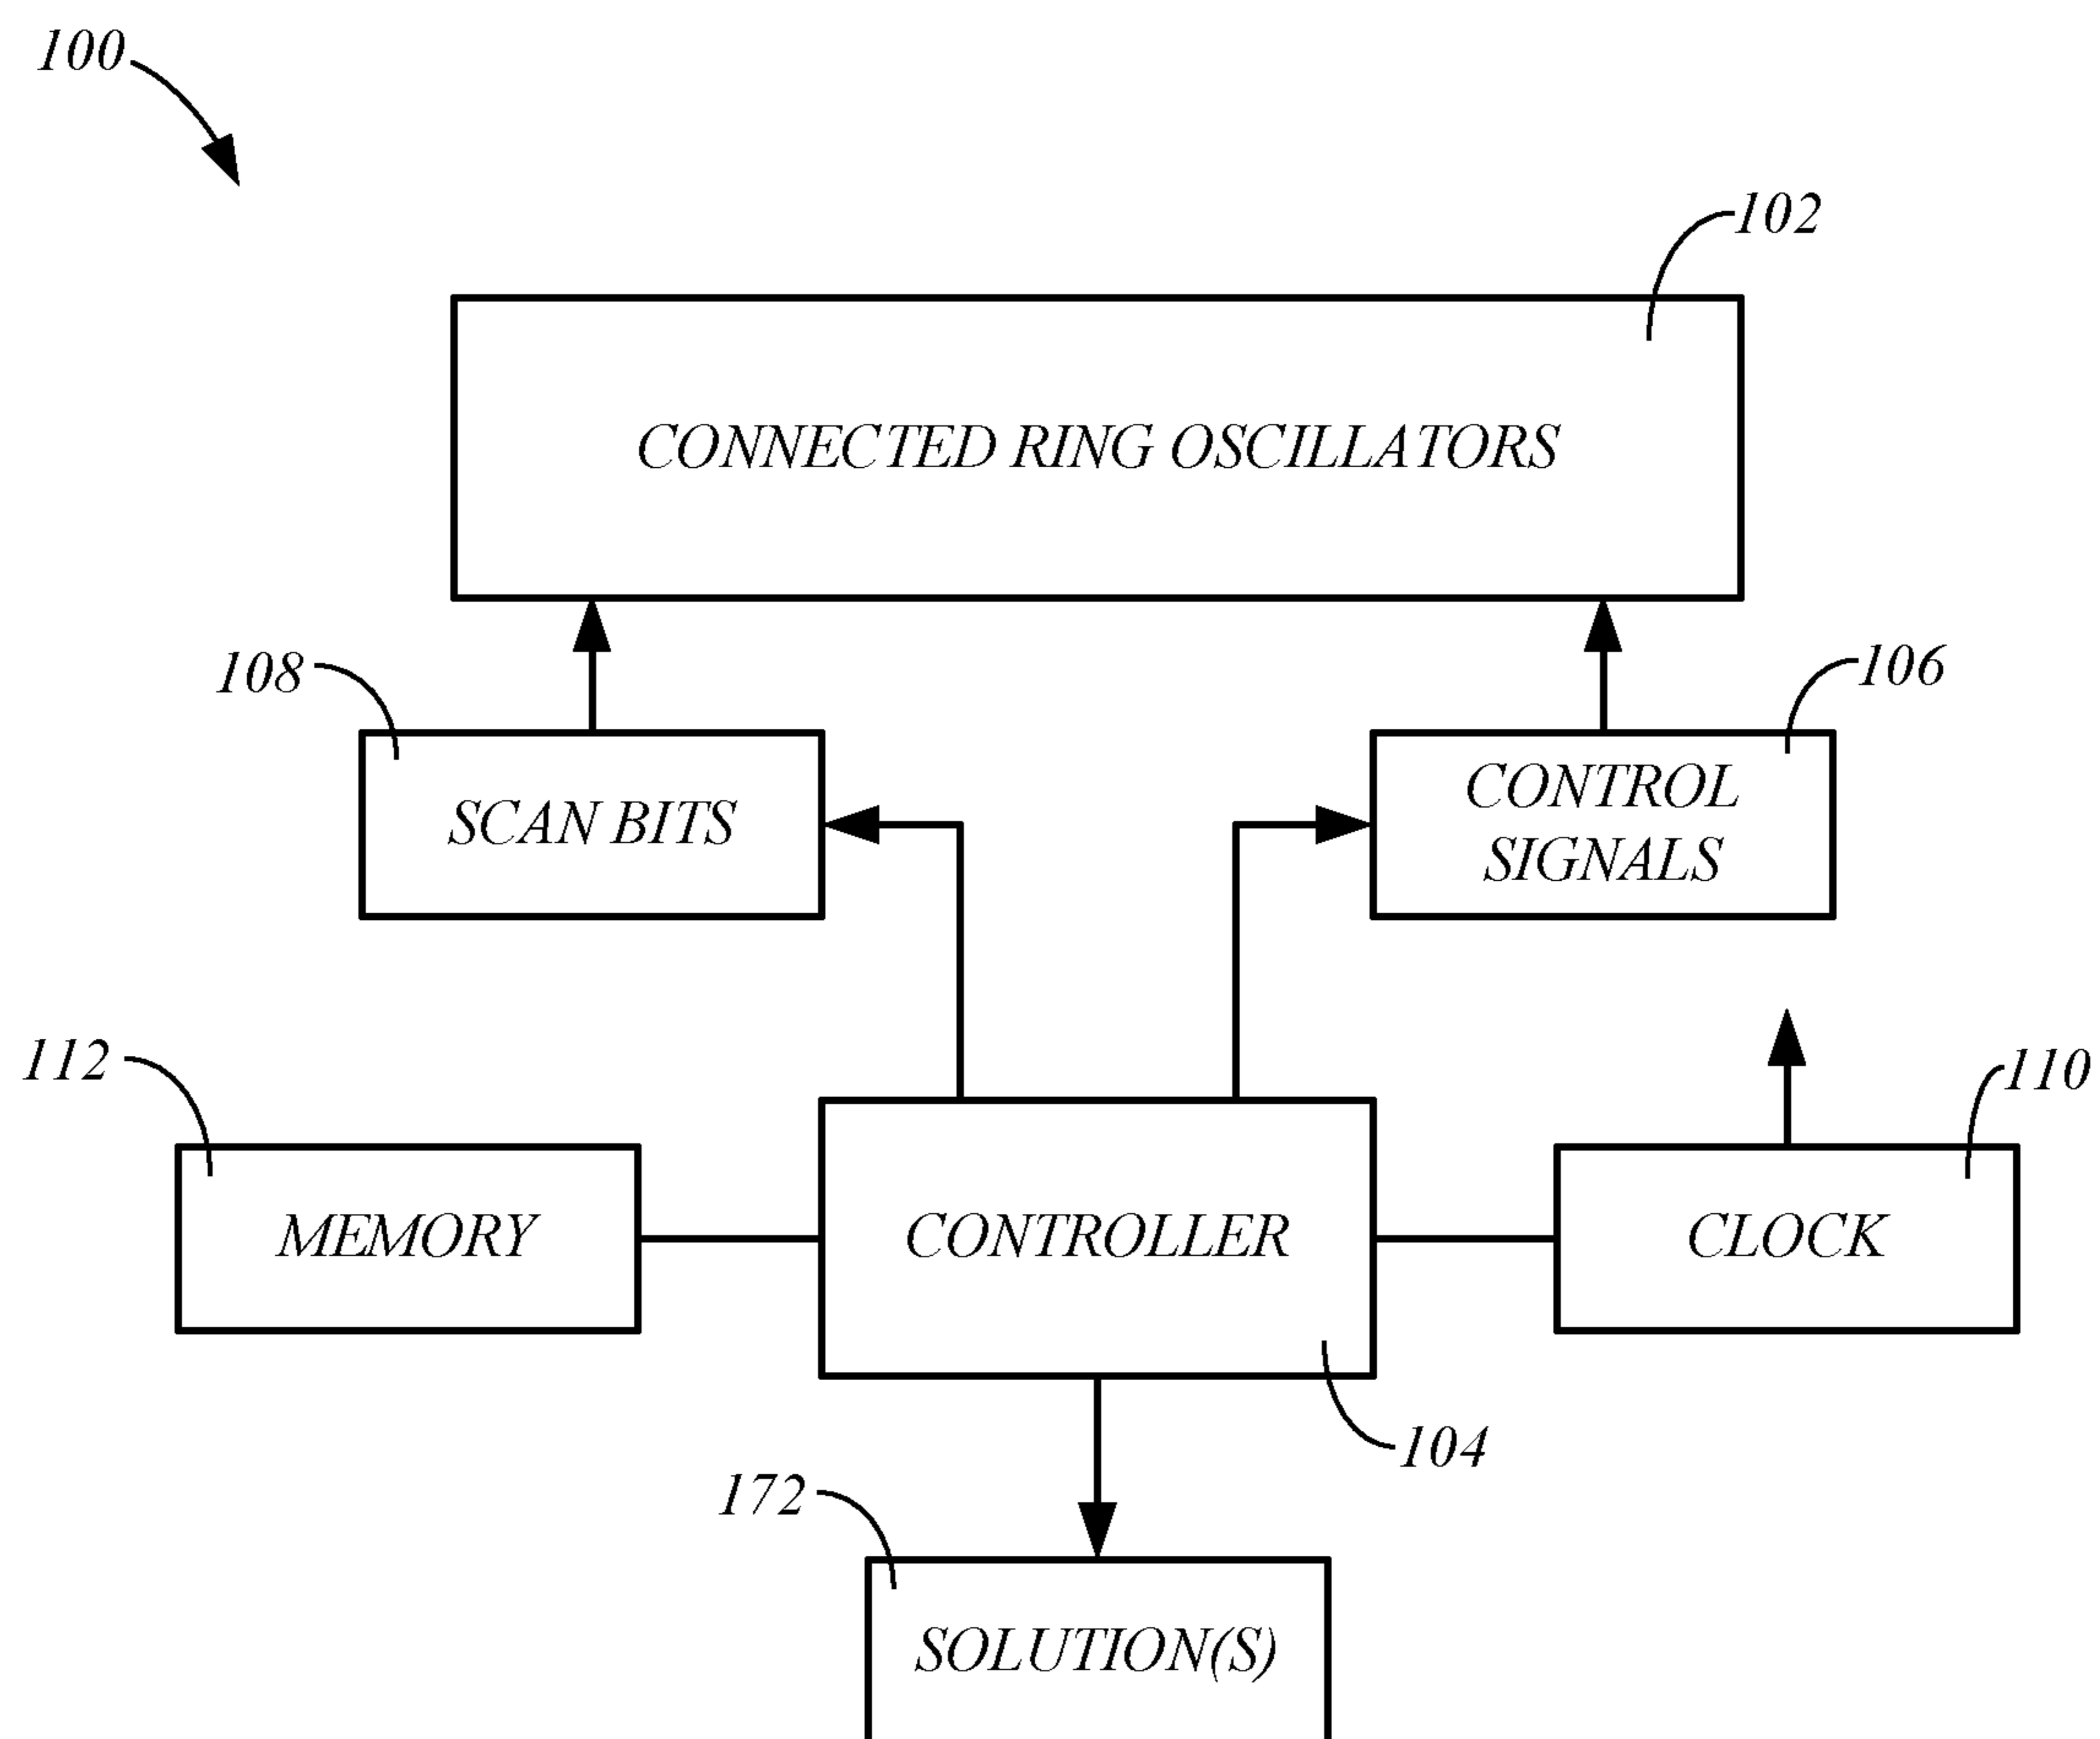 100
102
CONNECTED RING OSCILLATORS
108
106
SCAN BITS
CONTROL
SIGNALS
112
110
MEMORY
CONTROLLER
CLOCK
104
172
SOLUTION(S)